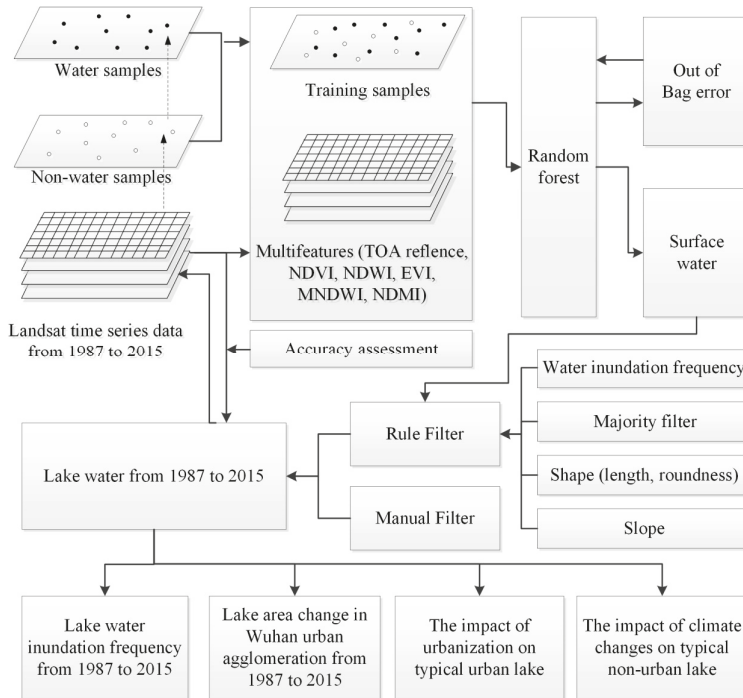 Water samples
Non-water samples
Landsat time series data
from 1987 to 2015
Training samples
Multifeatures (TOA reflence,
NDVI, NDWI, EVI,
MNDWI, NDMI)
Random
forest
Out of
Bag error
Surface
water
Accuracy assessment
Water inundation frequency
Majority filter
Shape (length, roundness)
Slope
Rule Filter
Manual Filter
Lake water from 1987 to 2015
Lake water
inundation frequency
from 1987 to 2015
Lake area change in
Wuhan urban
agglomeration from
1987 to 2015
The impact of
urbanization on
typical urban lake
The impact of climate
changes on typical
non-urban lake